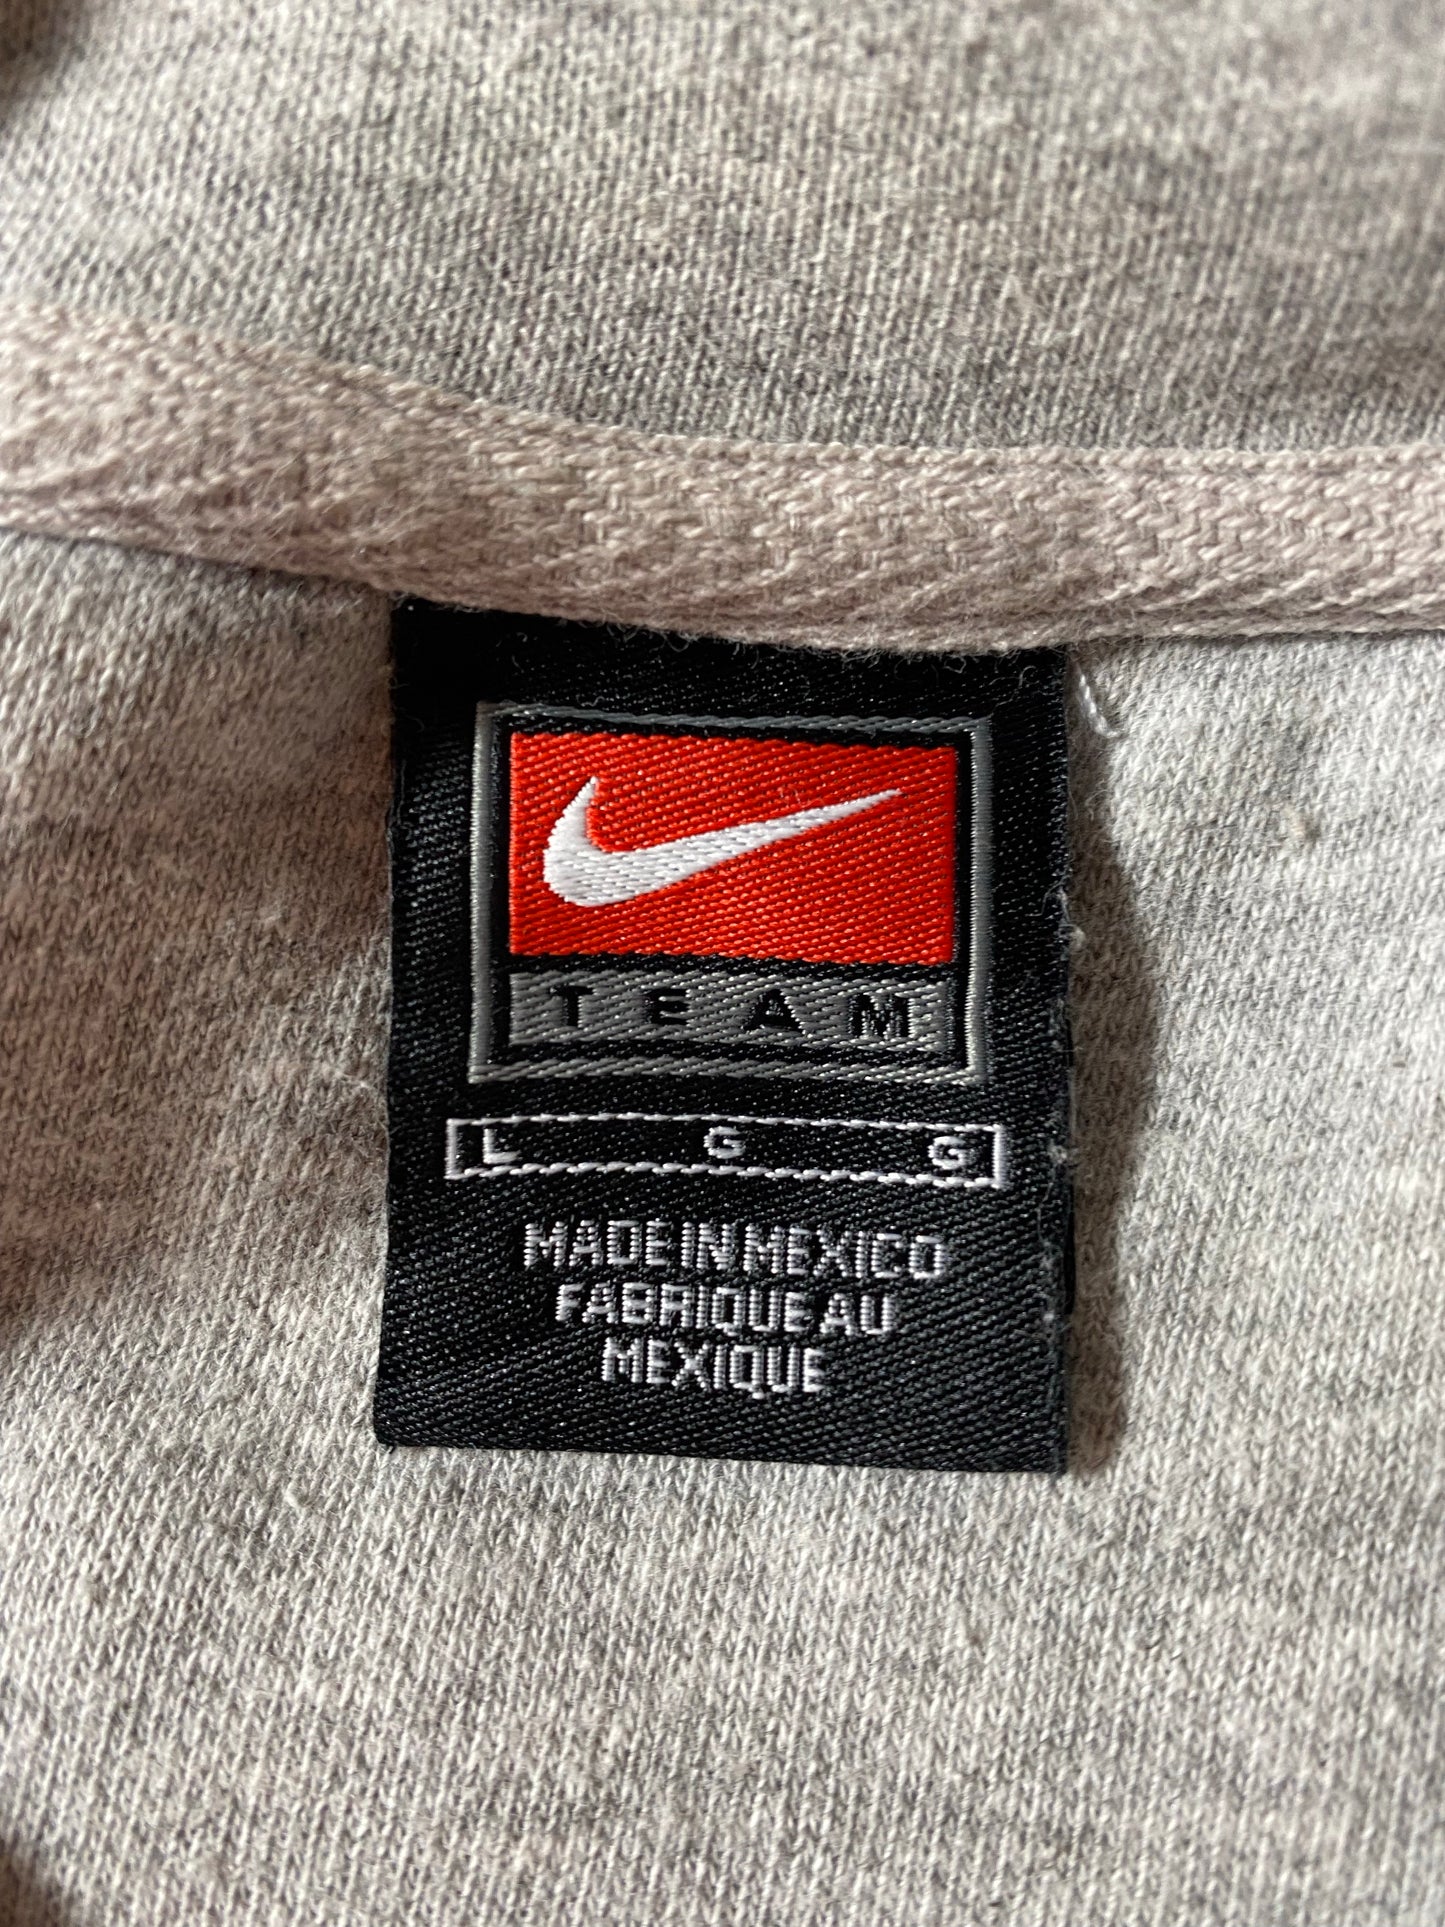 TEAM
L G G
MADE IN MEXICO
FABRIQUE AU
MEXIQUE